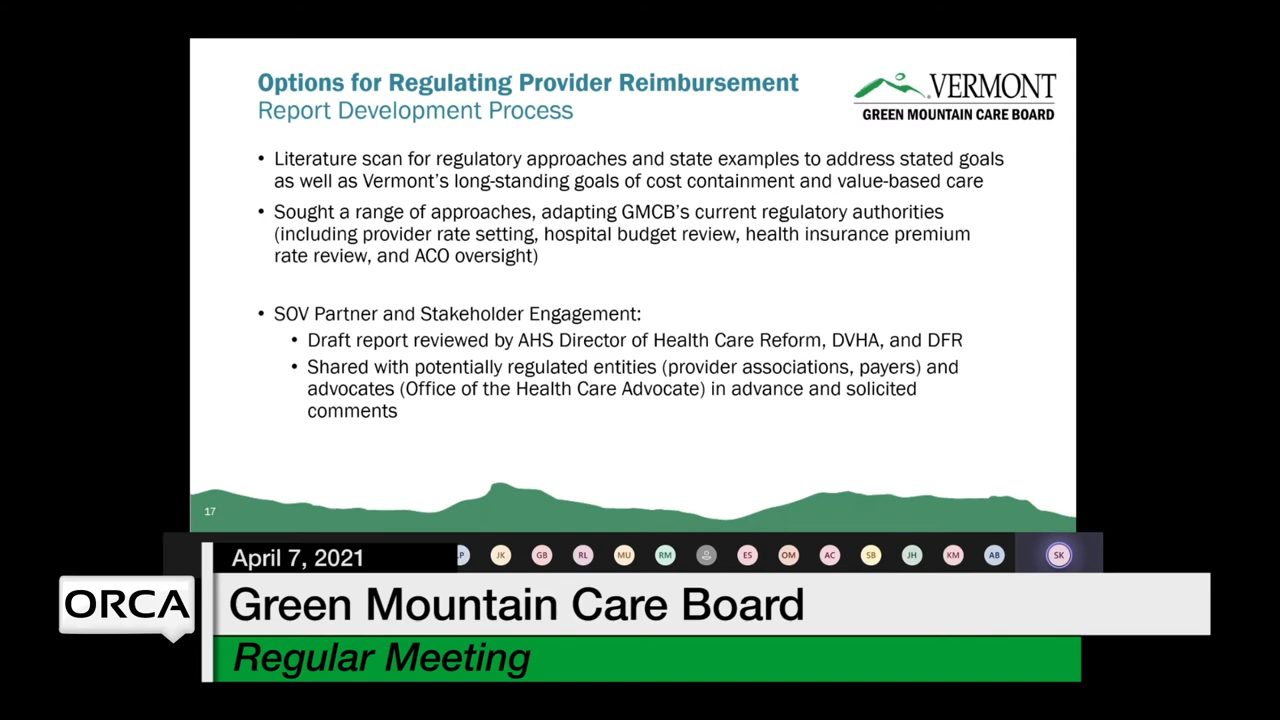 Options for Regulating Provider Reimbursement
Report Development Process
VERMONT
GREEN MOUNTAIN CARE BOARD
• Literature scan for regulatory approaches and state examples to address stated goals
as well as Vermont's long-standing goals of cost containment and value-based care
• Sought a range of approaches, adapting GMCB's current regulatory authorities
(including provider rate setting, hospital budget review, health insurance premium
rate review, and ACO oversight)
• SOV Partner and Stakeholder Engagement:
• Draft report reviewed by AHS Director of Health Care Reform, DVHA, and DFR
• Shared with potentially regulated entities (provider associations, payers) and
advocates (Office of the Health Care Advocate) in advance and solicited
comments
17
April 7, 2021
JK GB RL MU RM ES OM AC SB JH KM AB SK
ORCA
Green Mountain Care Board
Regular Meeting